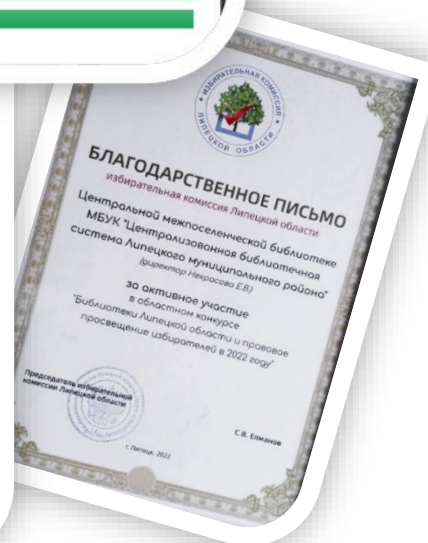 ИЗБИРАТЕЛЬНАЯ КОМИССИЯ
ЛИПЕЦКОЙ ОБЛАСТИ
БЛАГОДАРСТВЕННОЕ ПИСЬМО
избирательная комиссия Липецкой области
Центральной межпоселенческой библиотеке
МБУК "Централизованная библиотечная
система Липецкого муниципального района"
(директор Некрасова Е.В.)
за активное участие
в областном конкурсе
"Библиотеки Липецкой области и правовое
просвещение избирателей в 2022 году"
Председатель избирательной
комиссии Липецкой области
С.В. Елманов
г. Липецк, 2022